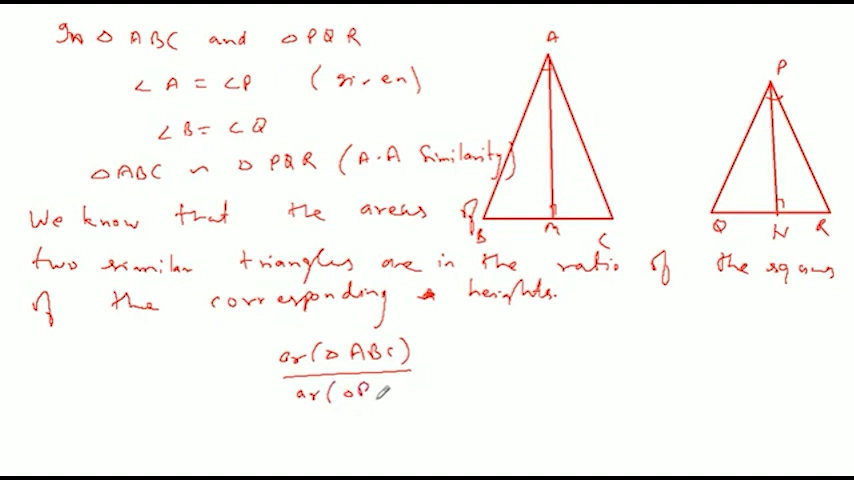 In △ ABC and △ PQR
∠ A = ∠P (given)
∠B = ∠Q
△ABC ~ △ PQR (A.A Similarity)
We know that the areas of
two similar triangles are in the ratio of the squares
of the corresponding heights.
ar(△ ABC)
ar( △P
A
B
M
C
P
Q
N
R